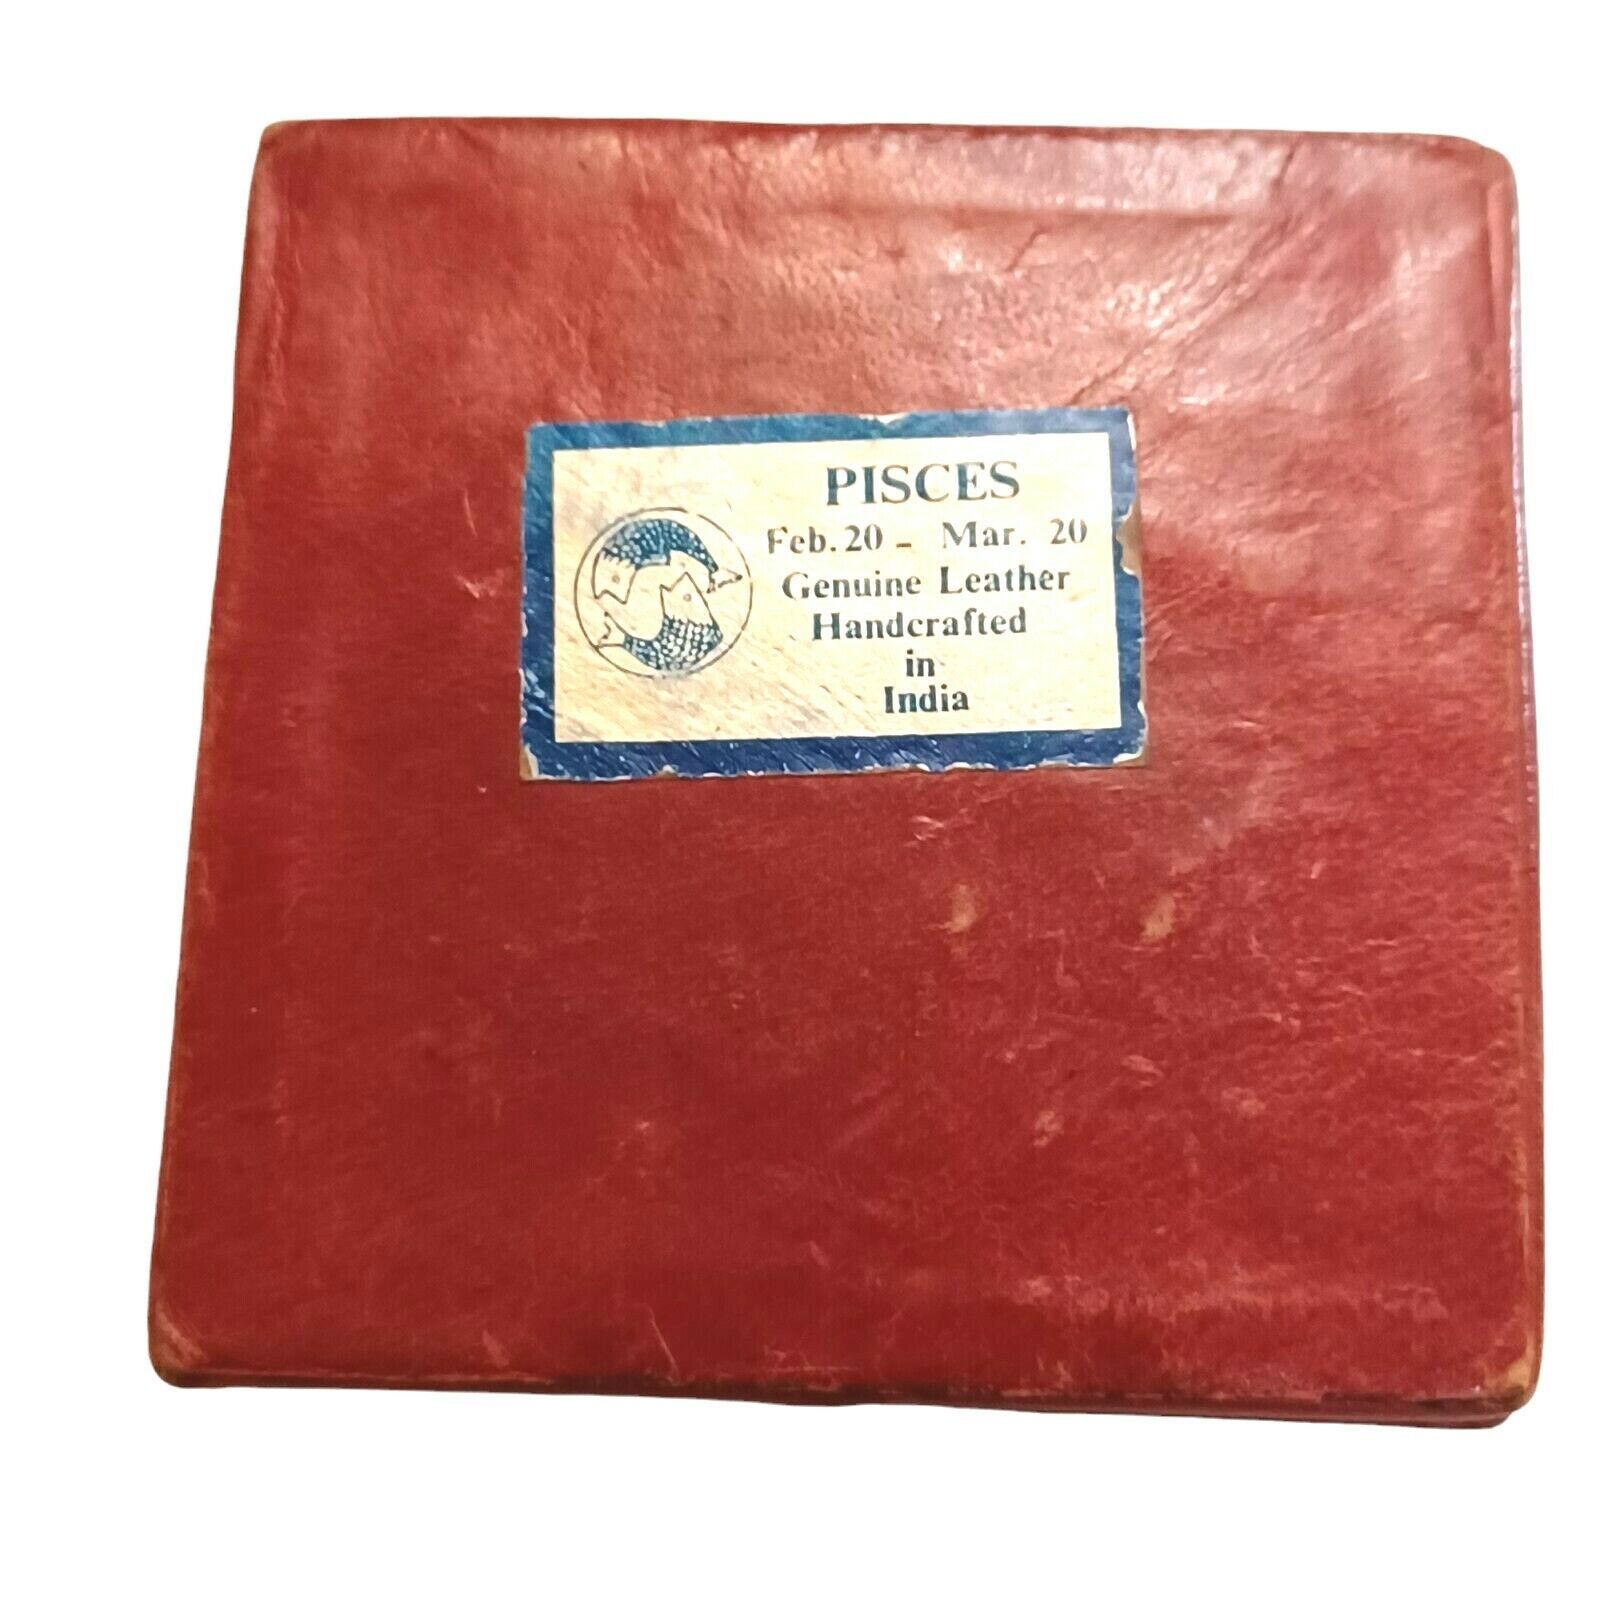 PISCES
Feb. 20 - Mar. 20
Genuine Leather
Handcrafted
in
India